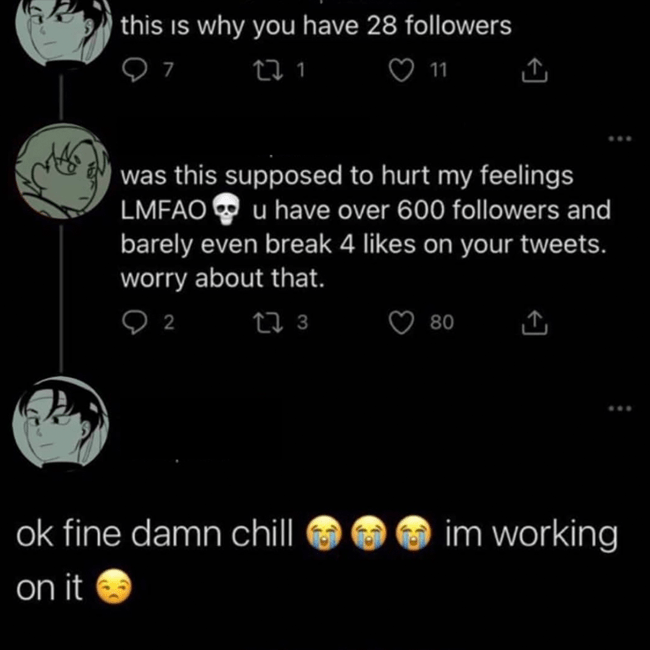 this is why you have 28 followers
7 1 11
was this supposed to hurt my feelings
LMFAO 💀 u have over 600 followers and
barely even break 4 likes on your tweets.
worry about that.
2 3 80
ok fine damn chill 😭 😭 😭 im working
on it 😒